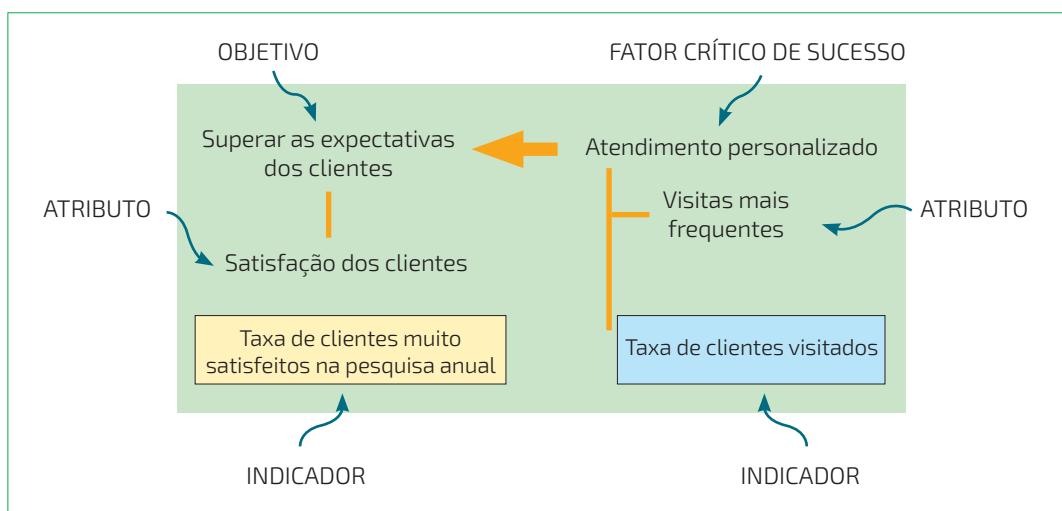 OBJETIVO
FATOR CRÍTICO DE SUCESSO
Superar as expectativas
dos clientes
Atendimento personalizado
ATRIBUTO
Visitas mais
frequentes
ATRIBUTO
Satisfação dos clientes
Taxa de clientes muito
satisfeitos na pesquisa anual
Taxa de clientes visitados
INDICADOR
INDICADOR